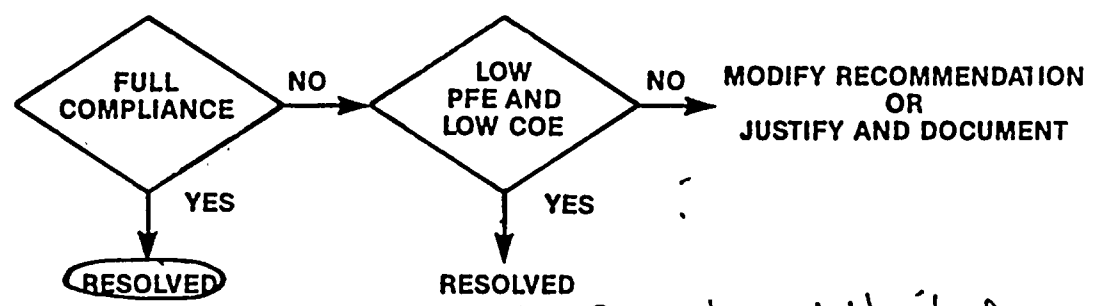 FULL
COMPLIANCE
NO
LOW
PFE AND
LOW COE
NO
MODIFY RECOMMENDATION
OR
JUSTIFY AND DOCUMENT
YES
YES
RESOLVED
RESOLVED